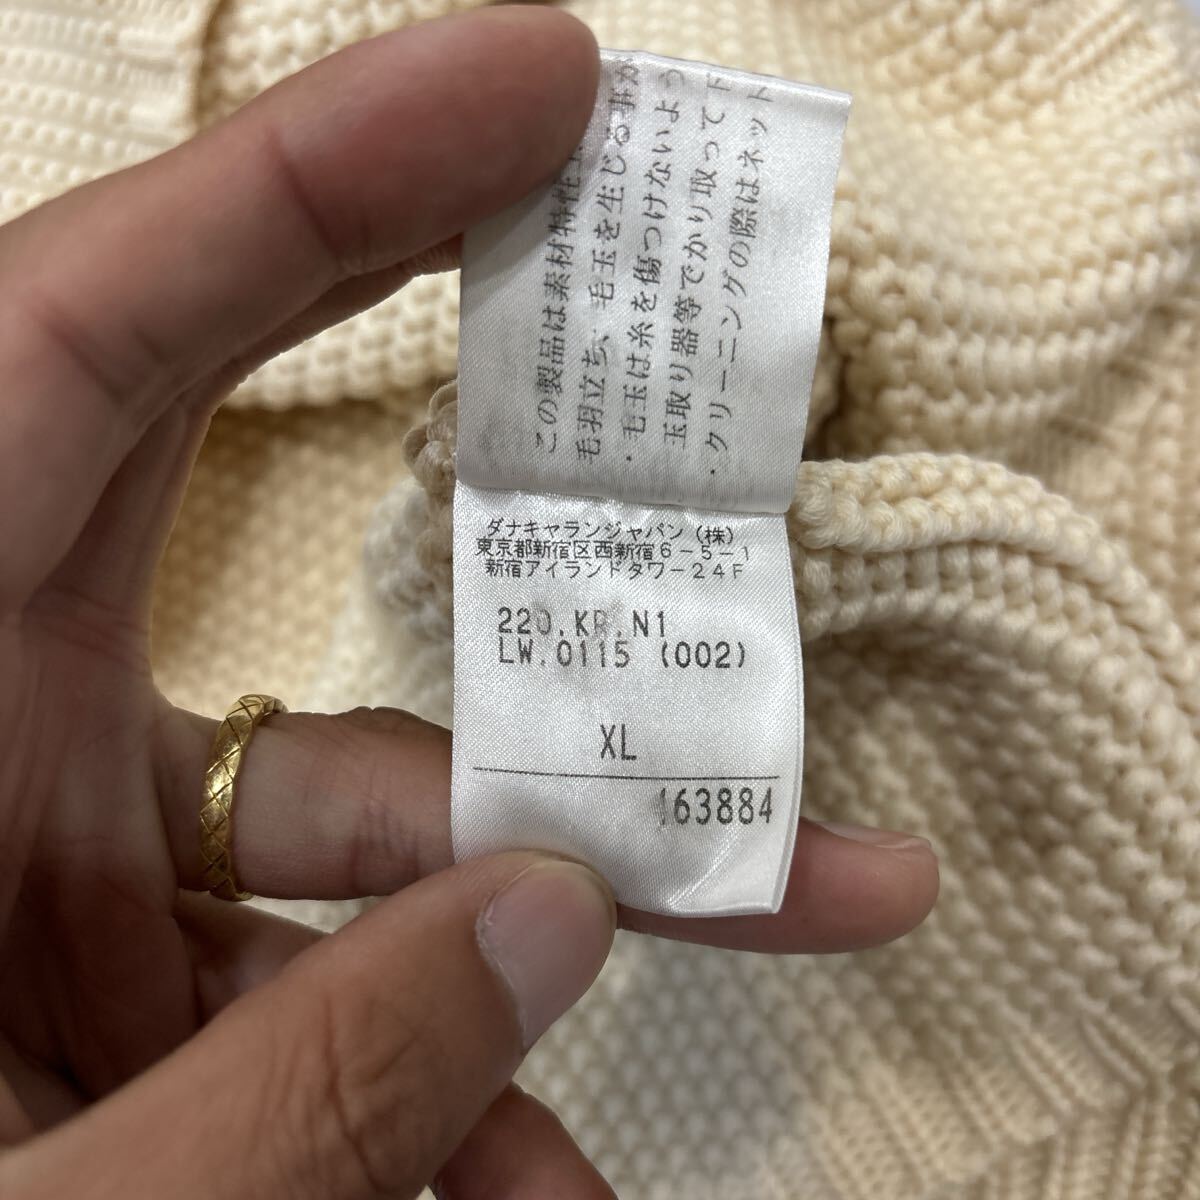 この製品は素材特性上
毛羽立ち、毛玉を生じる事が
・毛玉は糸を傷つけないよう
玉取り器等でかり取って下
・クリーニングの際はネット
ダナキャランジャパン（株）
東京都新宿区西新宿６－５－１
新宿アイランドタワー２４Ｆ
220.KR.N1
LW.0115 (002)
XL
163884